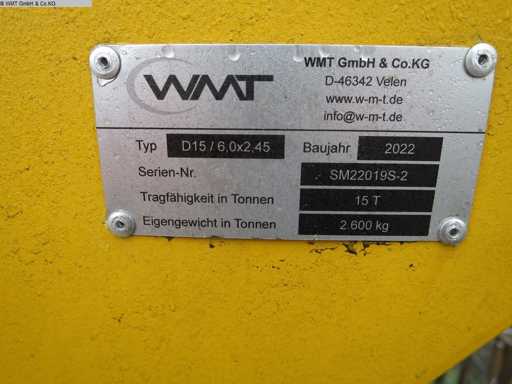 © WMT GmbH & Co.KG
WMT
WMT GmbH & Co.KG
D-46342 Velen
www.w-m-t.de
info@w-m-t.de
Typ D15 / 6,0x2,45 Baujahr 2022
Serien-Nr. SM22019S-2
Tragfähigkeit in Tonnen 15 T
Eigengewicht in Tonnen 2.600 kg